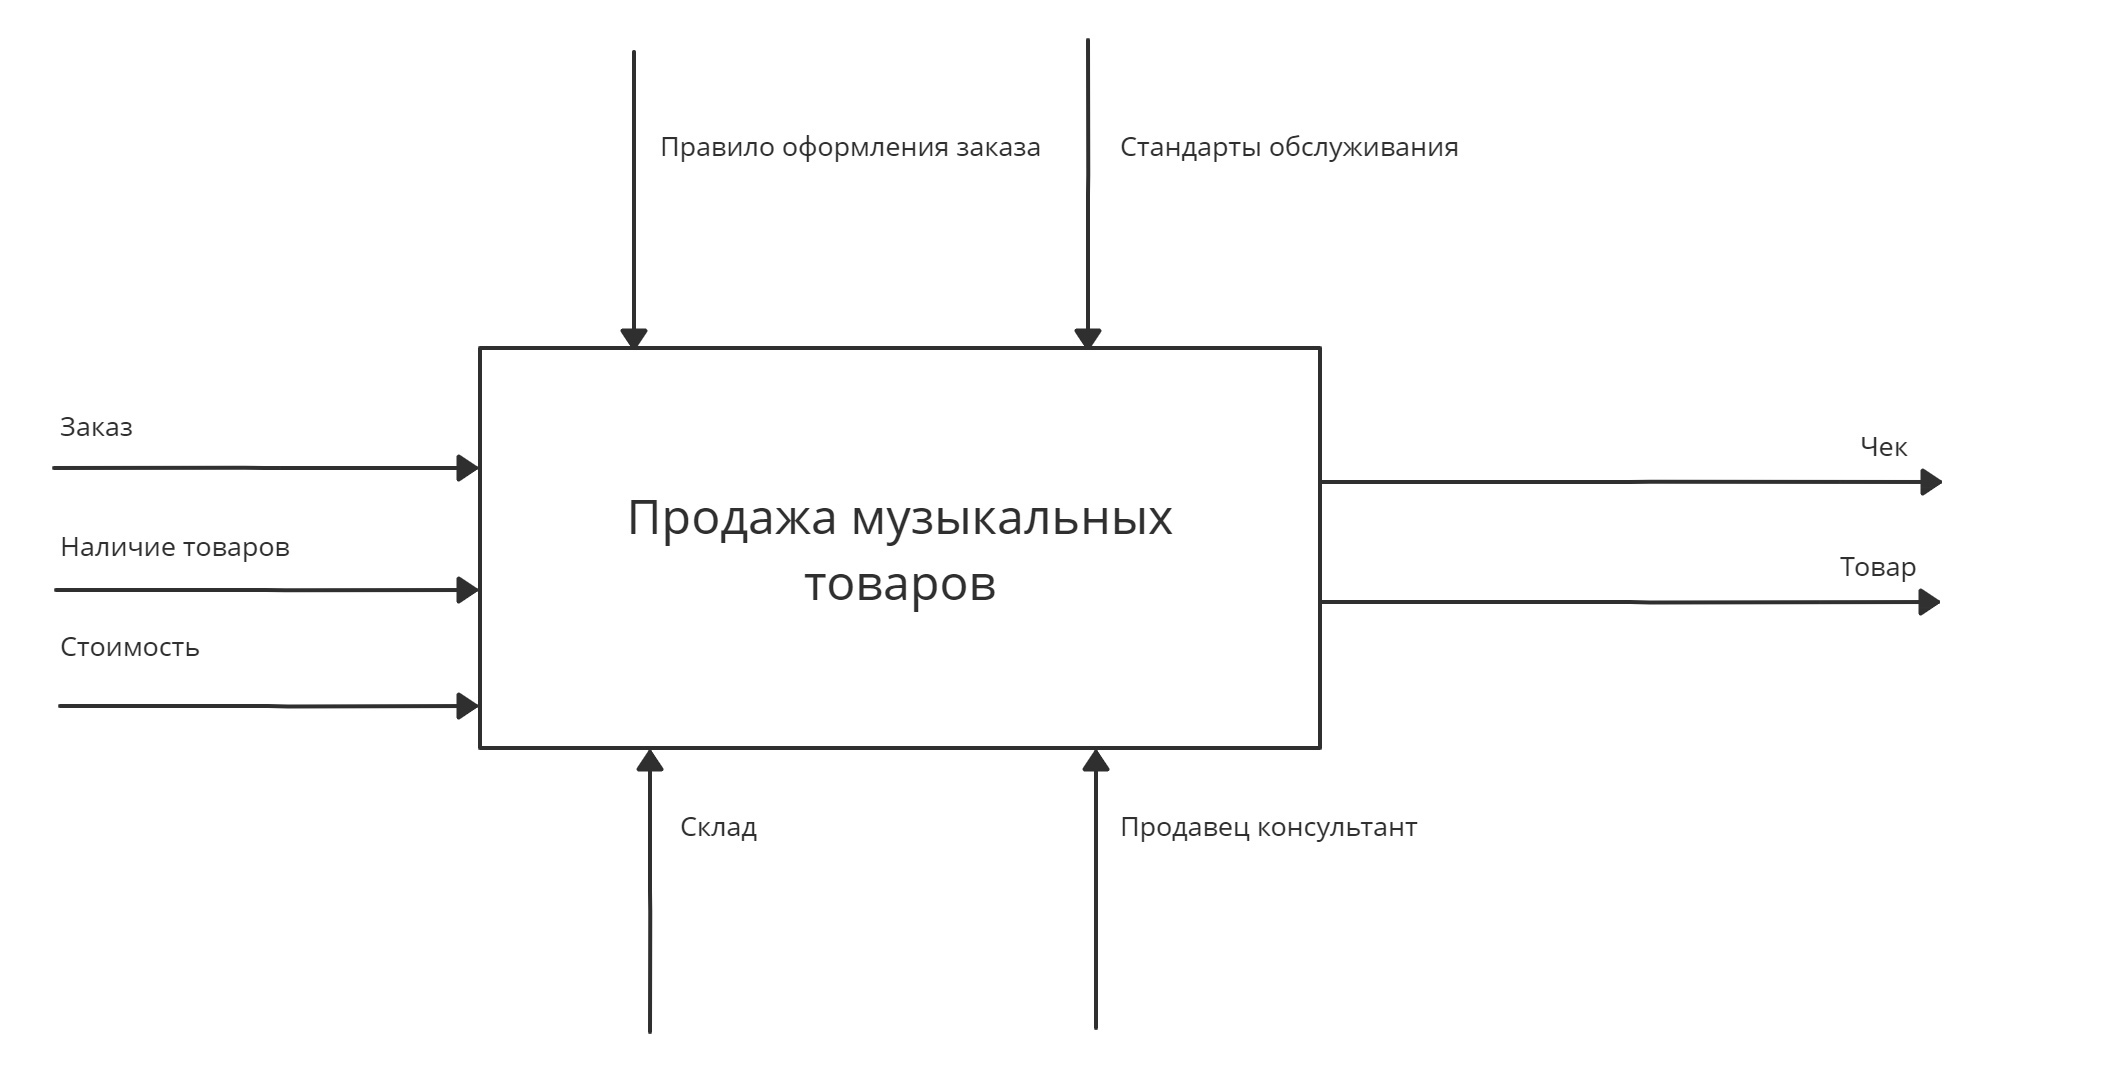 Правило оформления заказа
Стандарты обслуживания
Заказ
Чек
Продажа музыкальных
товаров
Наличие товаров
Товар
Стоимость
Склад
Продавец консультант